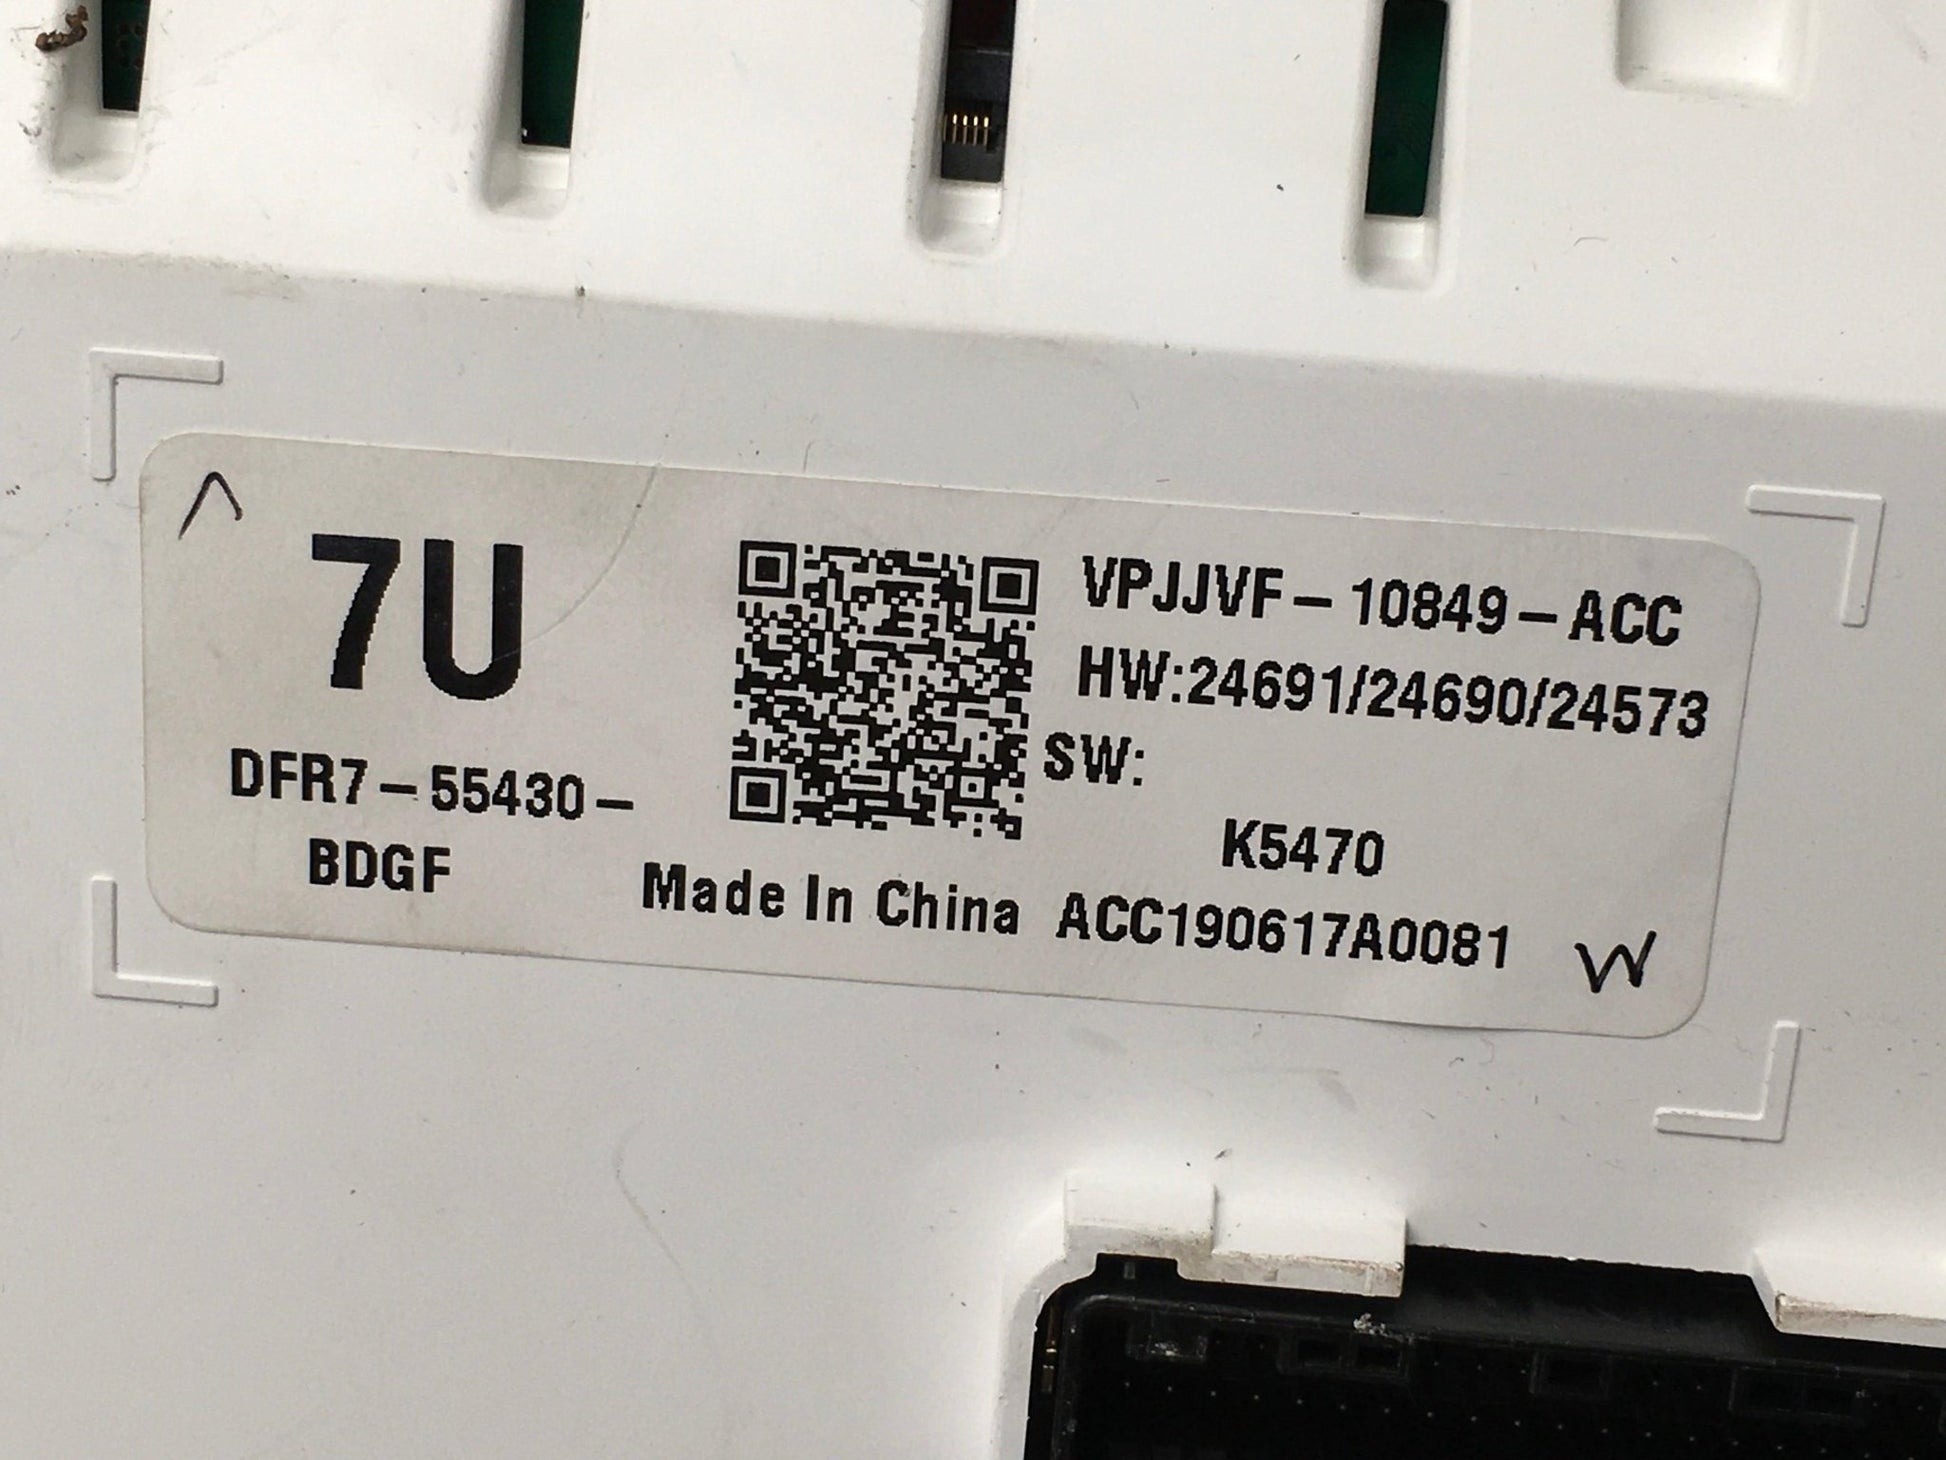 7U
DFR7-55430-
BDGF
VPJJVF-10849-ACC
HW:24691/24690/24573
SW:
K5470
Made In China ACC190617A0081
W